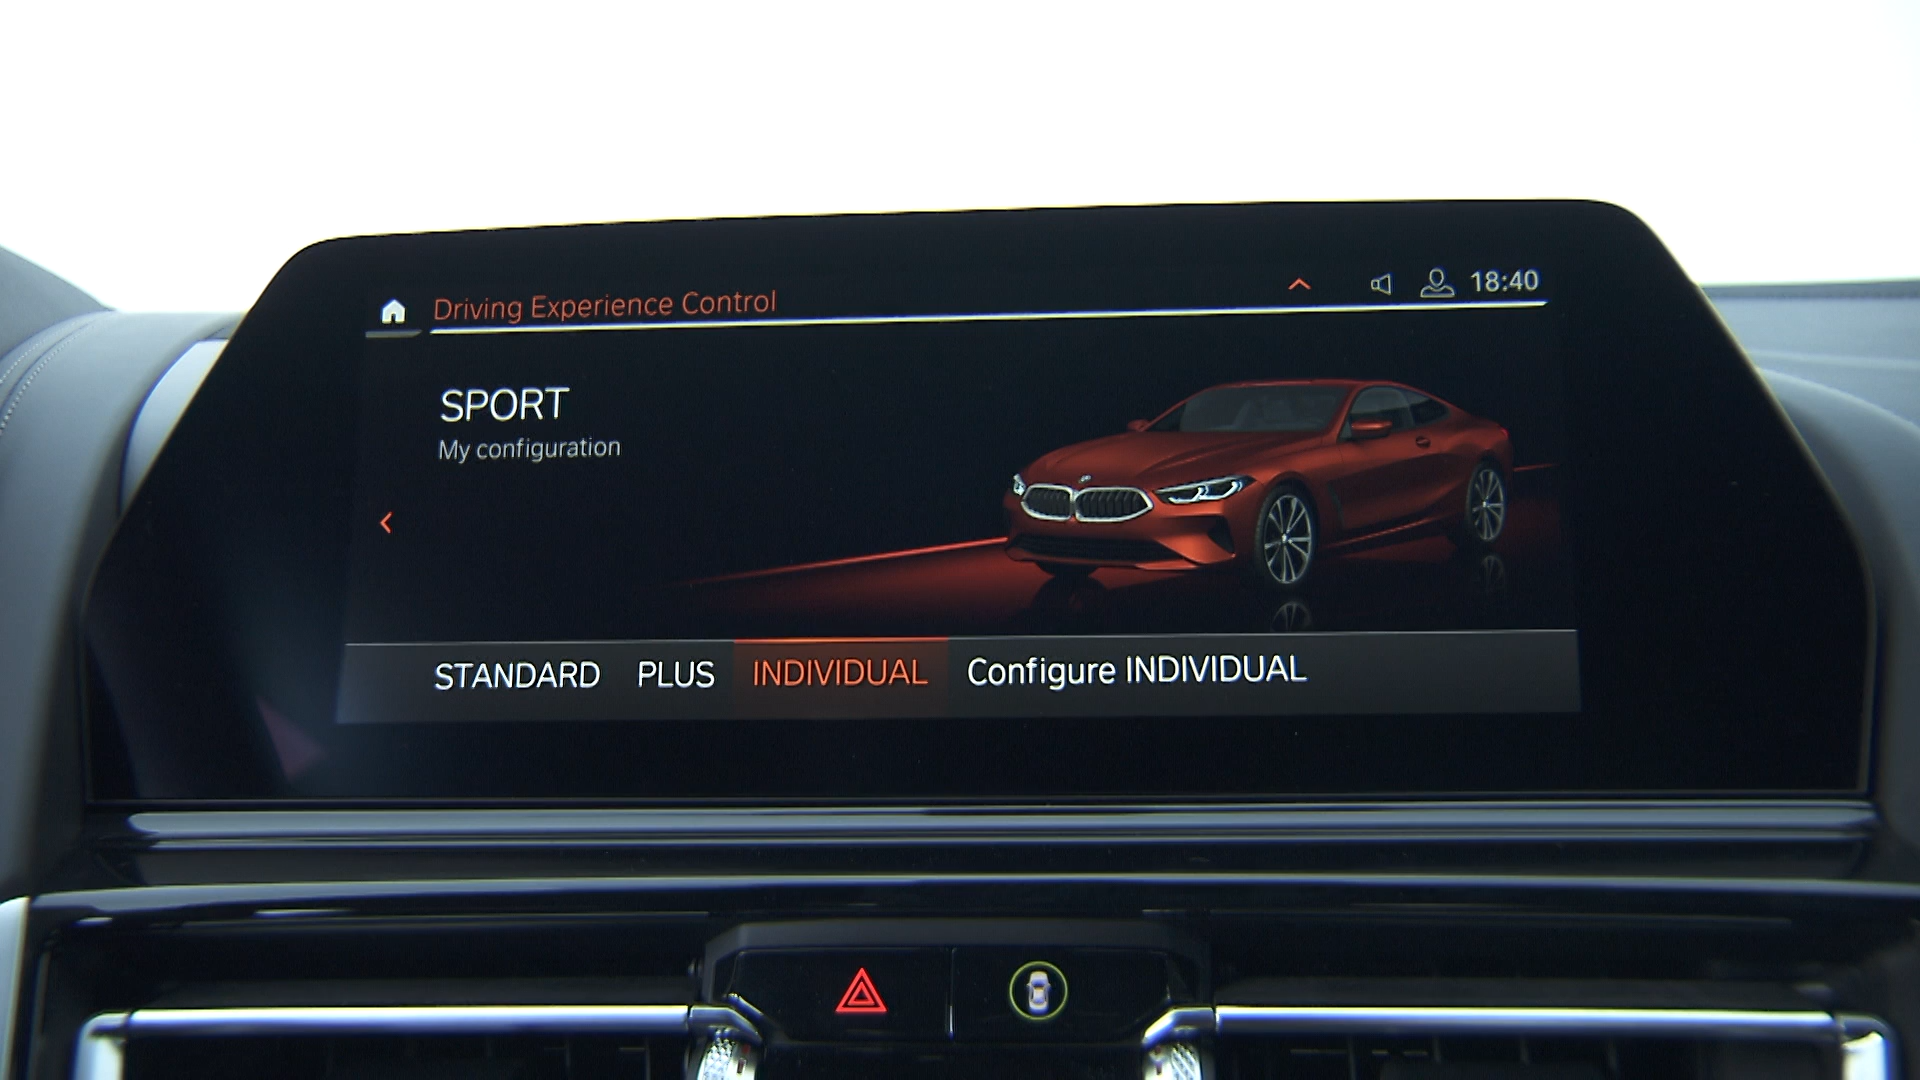 Driving Experience Control
18:40
SPORT
My configuration
STANDARD PLUS INDIVIDUAL Configure INDIVIDUAL